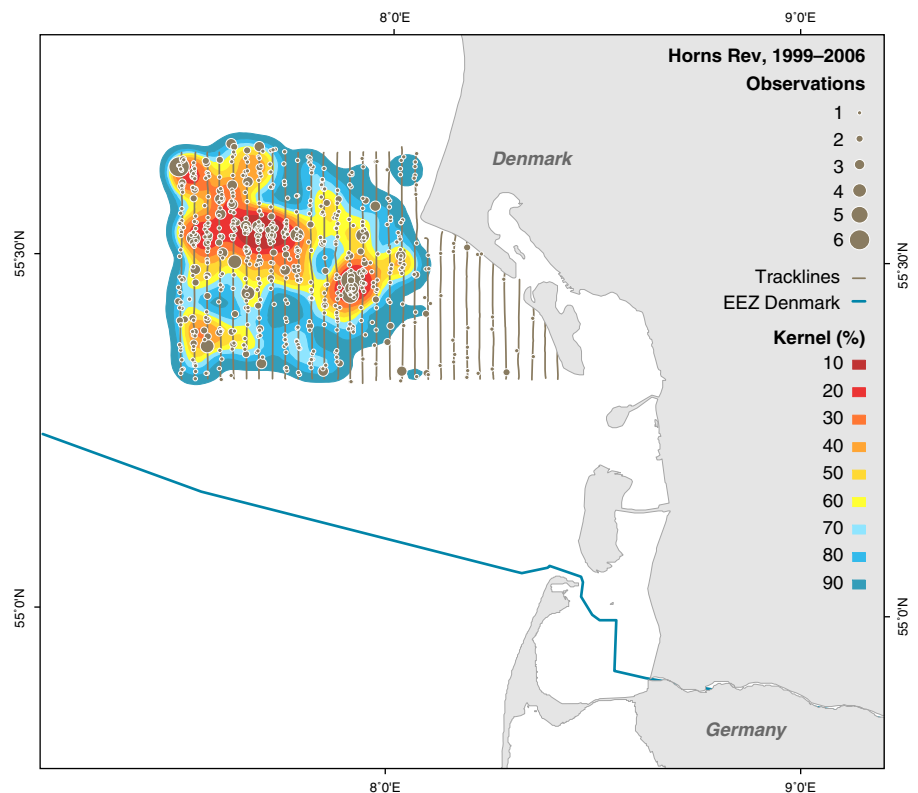 8˚0'E
9˚0'E
Horns Rev, 1999–2006
Observations
1
2
3
4
5
6
Denmark
55˚30'N
55˚30'N
Tracklines
EEZ Denmark
Kernel (%)
10
20
30
40
50
60
70
80
90
55˚0'N
55˚0'N
Germany
8˚0'E
9˚0'E